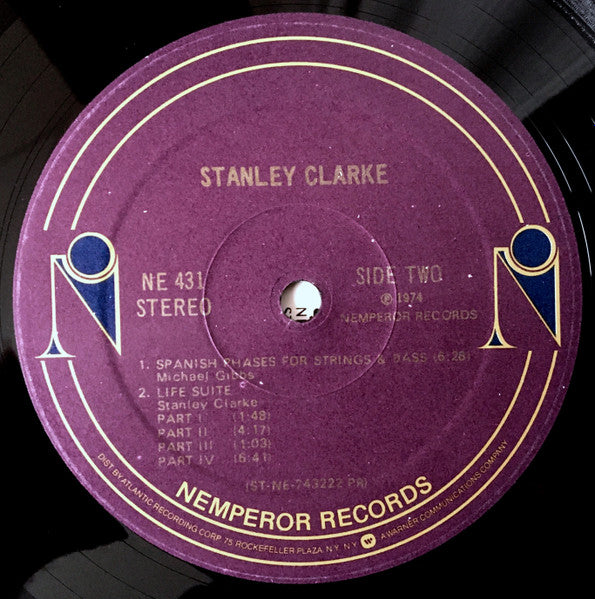 STANLEY CLARKE
NE 431
STEREO
SIDE TWO
℗ 1974
NEMPEROR RECORDS
1. SPANISH PHASES FOR STRINGS & BASS (6:26)
Michael Gibbs
2. LIFE SUITE
Stanley Clarke
PART I (1:48)
PART II (4:17)
PART III (1:03)
PART IV (6:41)
(ST-NE-743222 PR)
NEMPEROR RECORDS
DIST BY ATLANTIC RECORDING CORP. 75 ROCKEFELLER PLAZA, N.Y., N.Y. A WARNER COMMUNICATIONS COMPANY